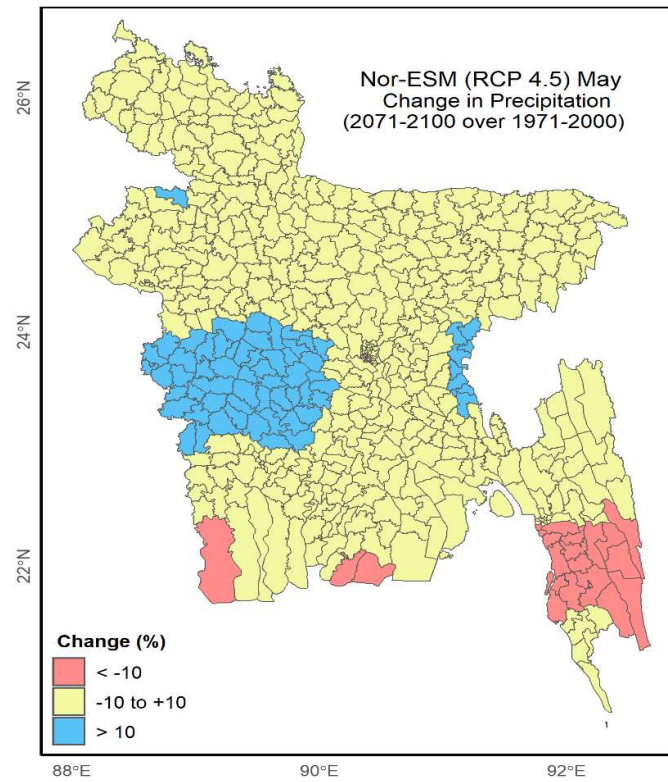 Nor-ESM (RCP 4.5) May
Change in Precipitation
(2071-2100 over 1971-2000)
26°N
24°N
22°N
Change (%)
< -10
-10 to +10
> 10
88°E
90°E
92°E